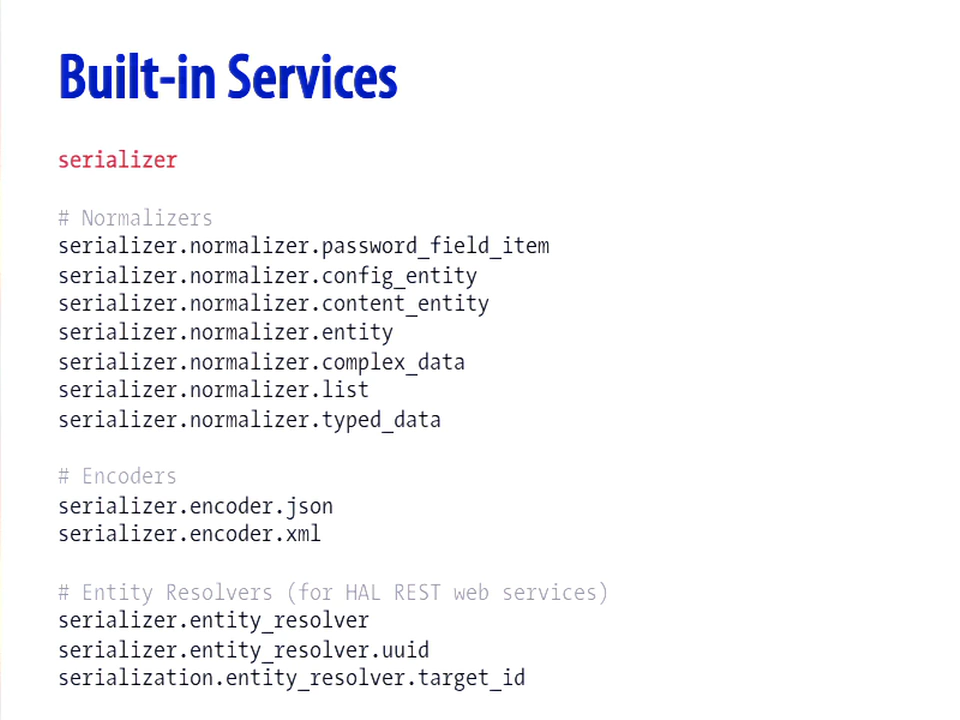 Built-in Services
serializer
# Normalizers
serializer.normalizer.password_field_item
serializer.normalizer.config_entity
serializer.normalizer.content_entity
serializer.normalizer.entity
serializer.normalizer.complex_data
serializer.normalizer.list
serializer.normalizer.typed_data
# Encoders
serializer.encoder.json
serializer.encoder.xml
# Entity Resolvers (for HAL REST web services)
serializer.entity_resolver
serializer.entity_resolver.uuid
serialization.entity_resolver.target_id